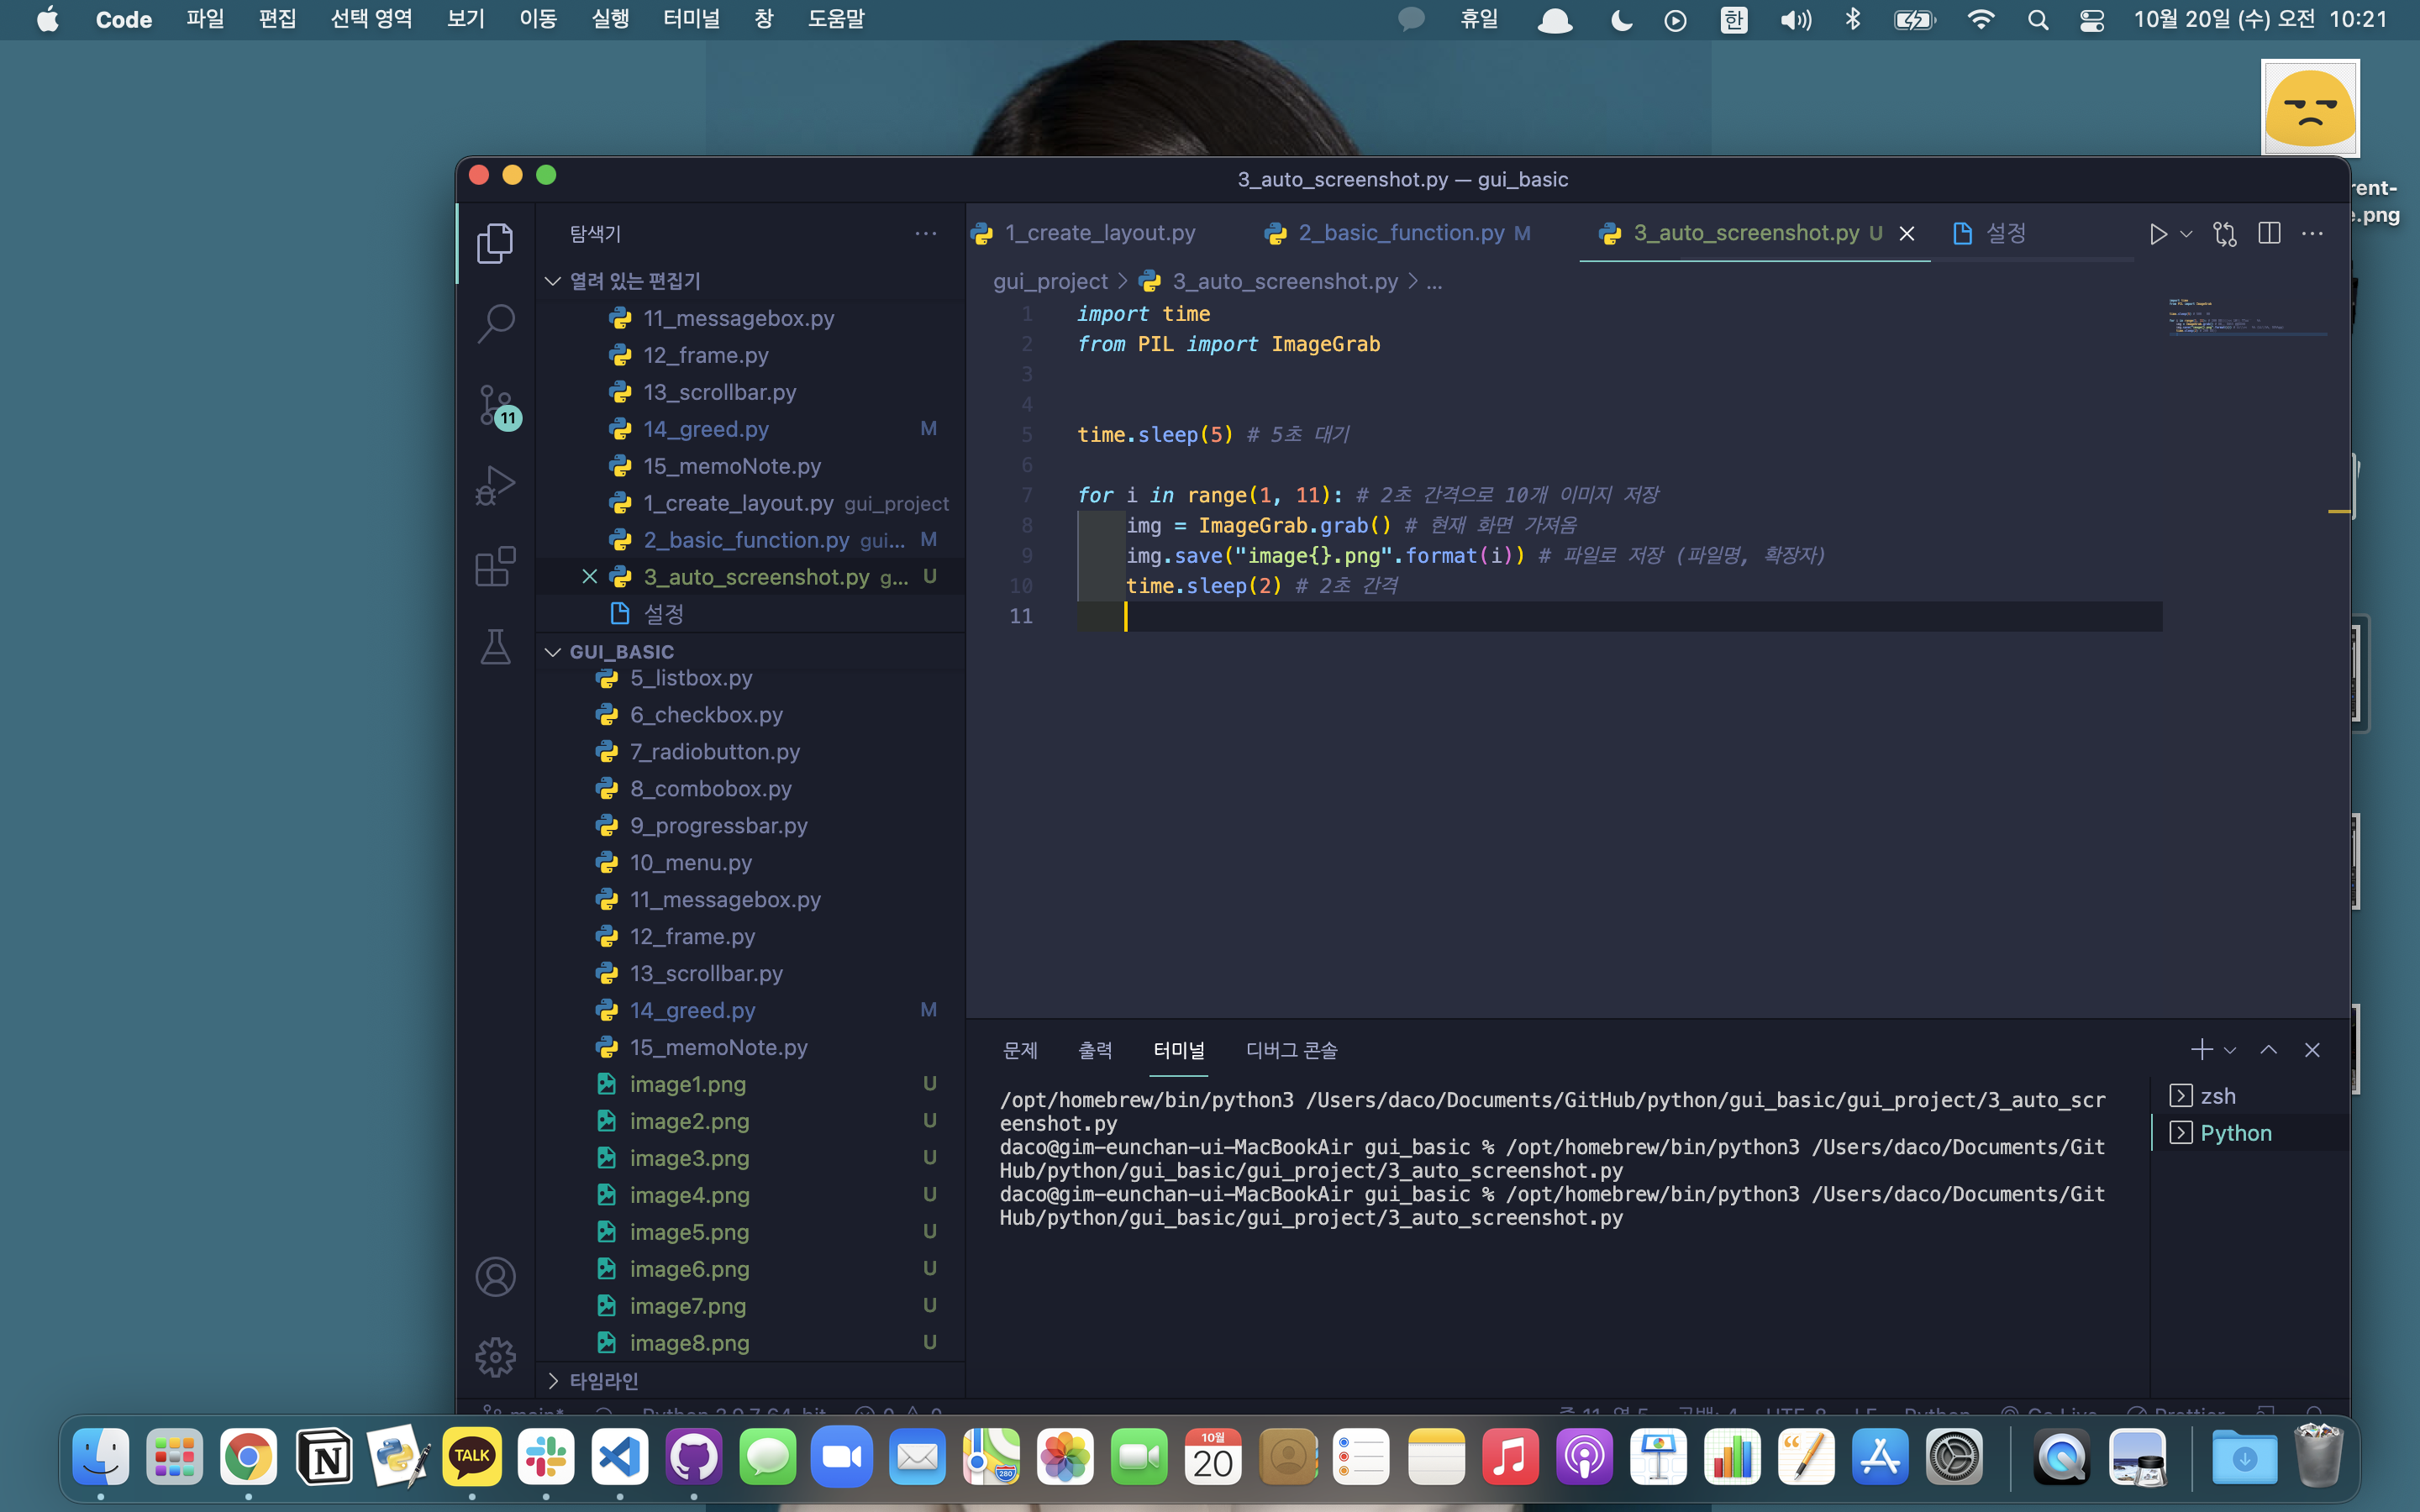 Code 파일 편집 선택 영역 보기 이동 실행 터미널 창 도움말 휴일 한 10월 20일 (수) 오전 10:21
3_auto_screenshot.py — gui_basic
rent-
e.png
탐색기
열려 있는 편집기
11_messagebox.py
12_frame.py
13_scrollbar.py
14_greed.py M
15_memoNote.py
1_create_layout.py gui_project
2_basic_function.py gui... M
3_auto_screenshot.py g... U
설정
11
GUI_BASIC
5_listbox.py
6_checkbox.py
7_radiobutton.py
8_combobox.py
9_progressbar.py
10_menu.py
11_messagebox.py
12_frame.py
13_scrollbar.py
14_greed.py M
15_memoNote.py
image1.png U
image2.png U
image3.png U
image4.png U
image5.png U
image6.png U
image7.png U
image8.png U
타임라인
1_create_layout.py 2_basic_function.py M 3_auto_screenshot.py U 설정
gui_project > 3_auto_screenshot.py > ...
1 import time
2 from PIL import ImageGrab
3
4
5 time.sleep(5) # 5초 대기
6
7 for i in range(1, 11): # 2초 간격으로 10개 이미지 저장
8 img = ImageGrab.grab() # 현재 화면 가져옴
9 img.save("image{}.png".format(i)) # 파일로 저장 (파일명, 확장자)
10 time.sleep(2) # 2초 간격
11
문제 출력 터미널 디버그 콘솔
/opt/homebrew/bin/python3 /Users/daco/Documents/GitHub/python/gui_basic/gui_project/3_auto_scr
eenshot.py
daco@gim-eunchan-ui-MacBookAir gui_basic % /opt/homebrew/bin/python3 /Users/daco/Documents/Git
Hub/python/gui_basic/gui_project/3_auto_screenshot.py
daco@gim-eunchan-ui-MacBookAir gui_basic % /opt/homebrew/bin/python3 /Users/daco/Documents/Git
Hub/python/gui_basic/gui_project/3_auto_screenshot.py
zsh
Python
TALK
10월
20
280